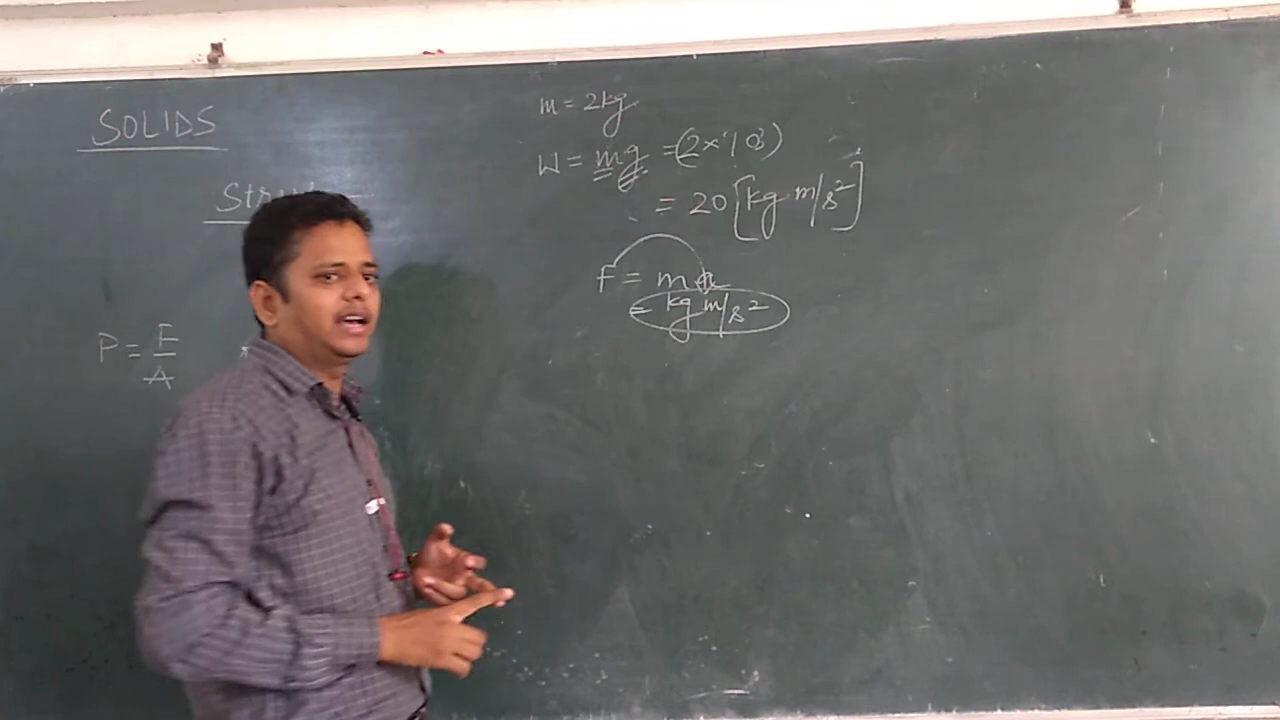 SOLIDS
m = 2kg
W = mg = (2 × 10)
= 20 [kg m/s²]
F = ma
= kg m/s²
P = F/A